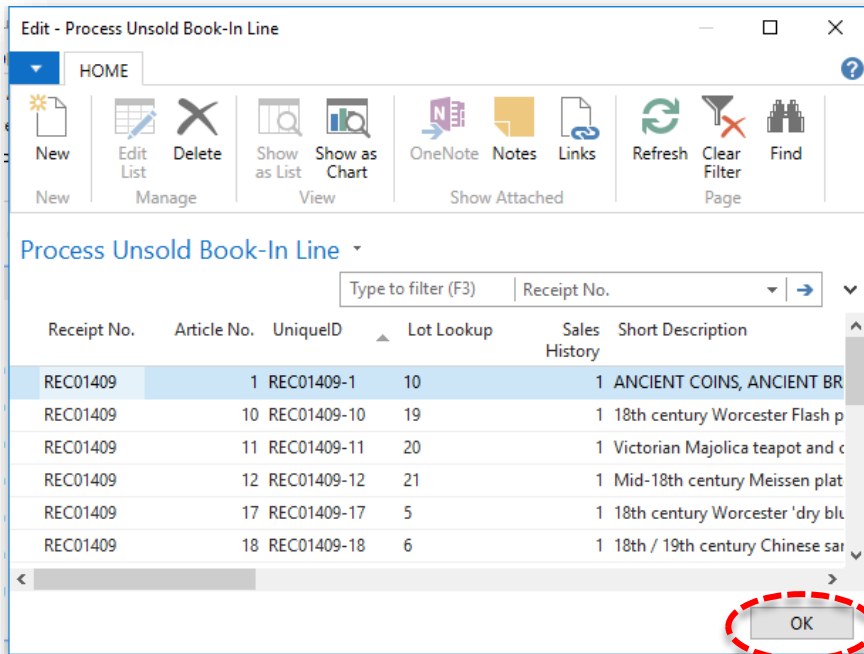 Edit - Process Unsold Book-In Line
HOME
New
Edit List
Delete
Show as List
Show as Chart
OneNote
Notes
Links
Refresh
Clear Filter
Find
New
Manage
View
Show Attached
Page
Process Unsold Book-In Line
Type to filter (F3) Receipt No.
Receipt No. Article No. UniqueID Lot Lookup Sales History Short Description
REC01409 1 REC01409-1 10 1 ANCIENT COINS, ANCIENT BR
REC01409 10 REC01409-10 19 1 18th century Worcester Flash p
REC01409 11 REC01409-11 20 1 Victorian Majolica teapot and
REC01409 12 REC01409-12 21 1 Mid-18th century Meissen plat
REC01409 17 REC01409-17 5 1 18th century Worcester 'dry blu
REC01409 18 REC01409-18 6 1 18th / 19th century Chinese
OK